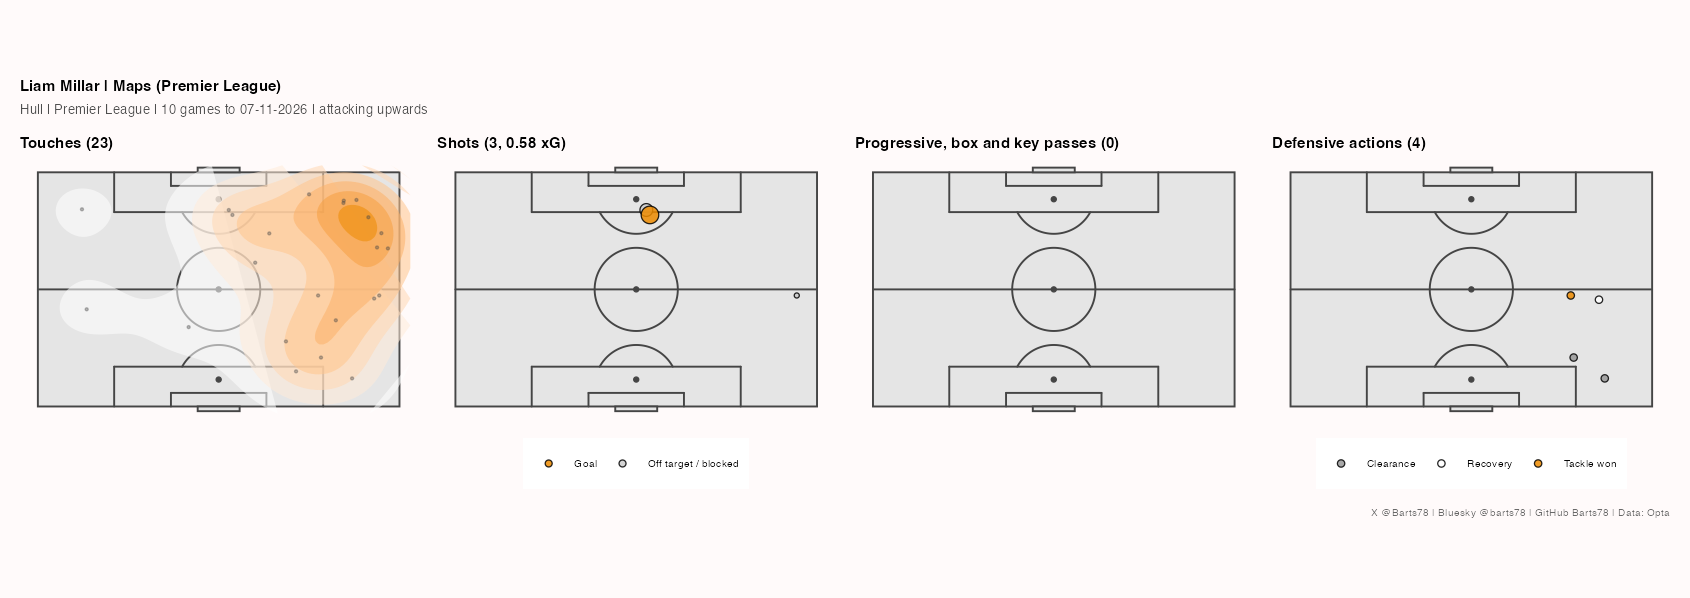 Liam Millar | Maps (Premier League)
Hull | Premier League | 10 games to 07-11-2026 | attacking upwards
Touches (23)
Shots (3, 0.58 xG)
Progressive, box and key passes (0)
Defensive actions (4)
Goal
Off target / blocked
Clearance
Recovery
Tackle won
X @Barts78 | Bluesky @barts78 | GitHub Barts78 | Data: Opta